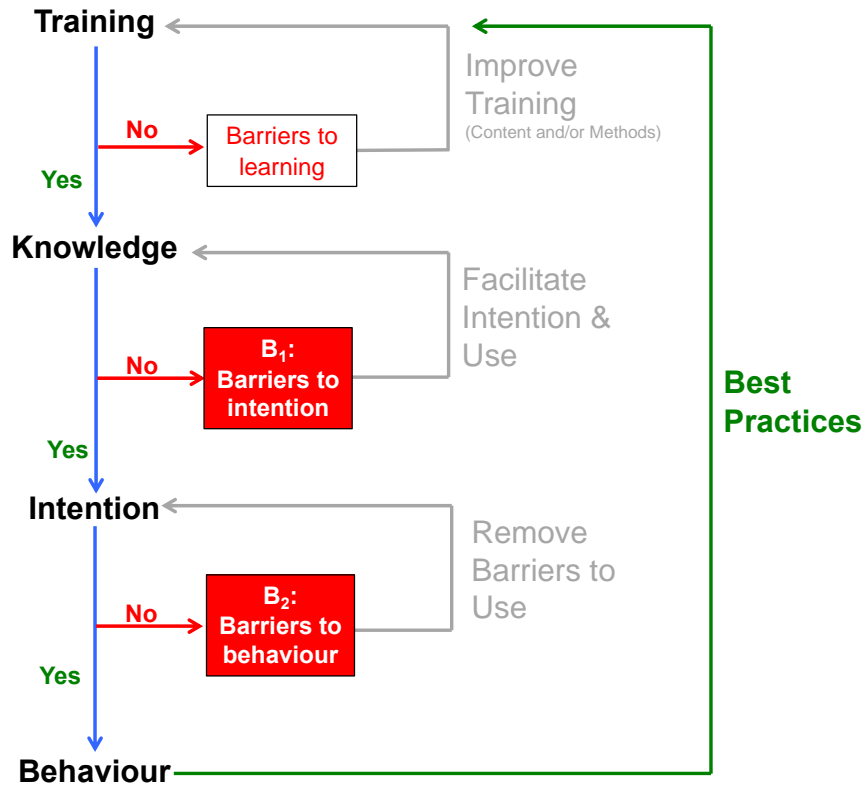 Training
Improve
Training
(Content and/or Methods)
No
Barriers to
learning
Yes
Knowledge
Facilitate
Intention &
Use
No
B₁:
Barriers to
intention
Best
Practices
Yes
Intention
Remove
Barriers to
Use
No
B₂:
Barriers to
behaviour
Yes
Behaviour